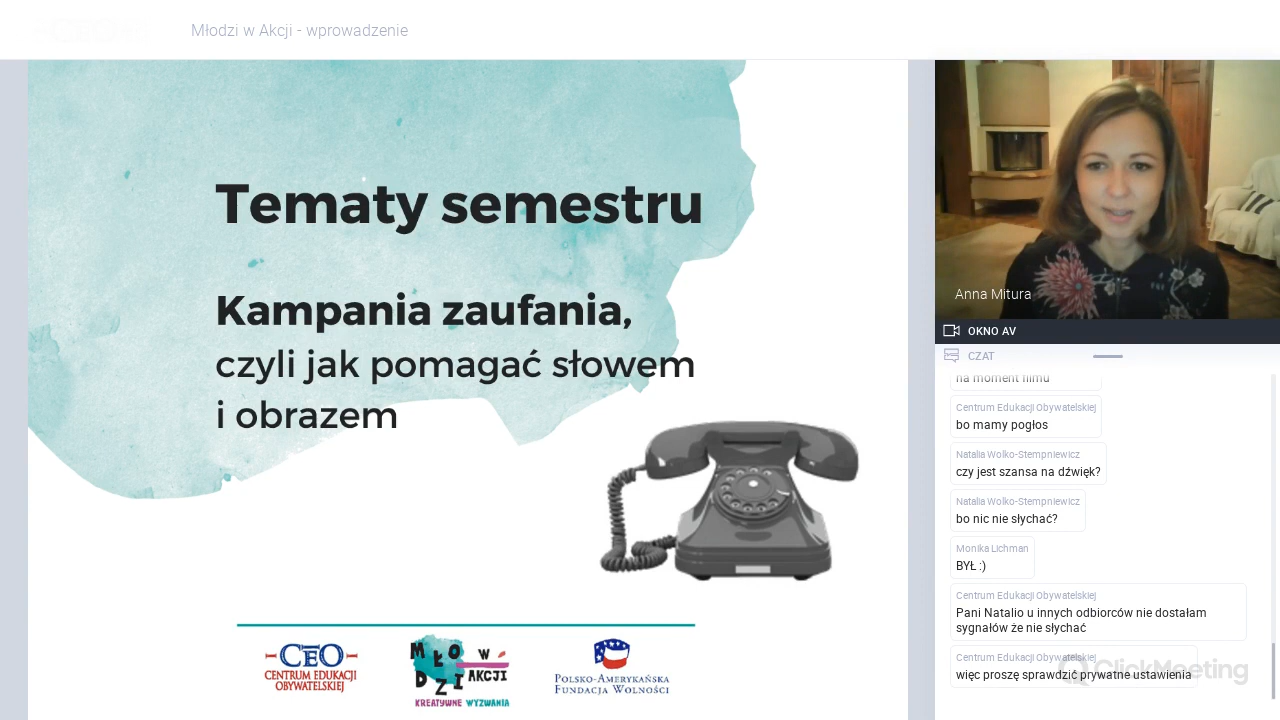 Młodzi w Akcji - wprowadzenie
Tematy semestru
Kampania zaufania,
czyli jak pomagać słowem
i obrazem
CEO
CENTRUM EDUKACJI
OBYWATELSKIEJ
MŁO
DZI
W
AKCJI
KREATYWNE WYZWANIA
POLSKO-AMERYKAŃSKA
FUNDACJA WOLNOŚCI
Anna Mitura
OKNO AV
CZAT
na moment filmu
Centrum Edukacji Obywatelskiej
bo mamy pogłos
Natalia Wolko-Stempniewicz
czy jest szansa na dźwięk?
Natalia Wolko-Stempniewicz
bo nic nie słychać?
Monika Lichman
BYŁ :)
Centrum Edukacji Obywatelskiej
Pani Natalio u innych odbiorców nie dostałam
sygnałów że nie słychać
Centrum Edukacji Obywatelskiej
więc proszę sprawdzić prywatne ustawienia
ClickMeeting